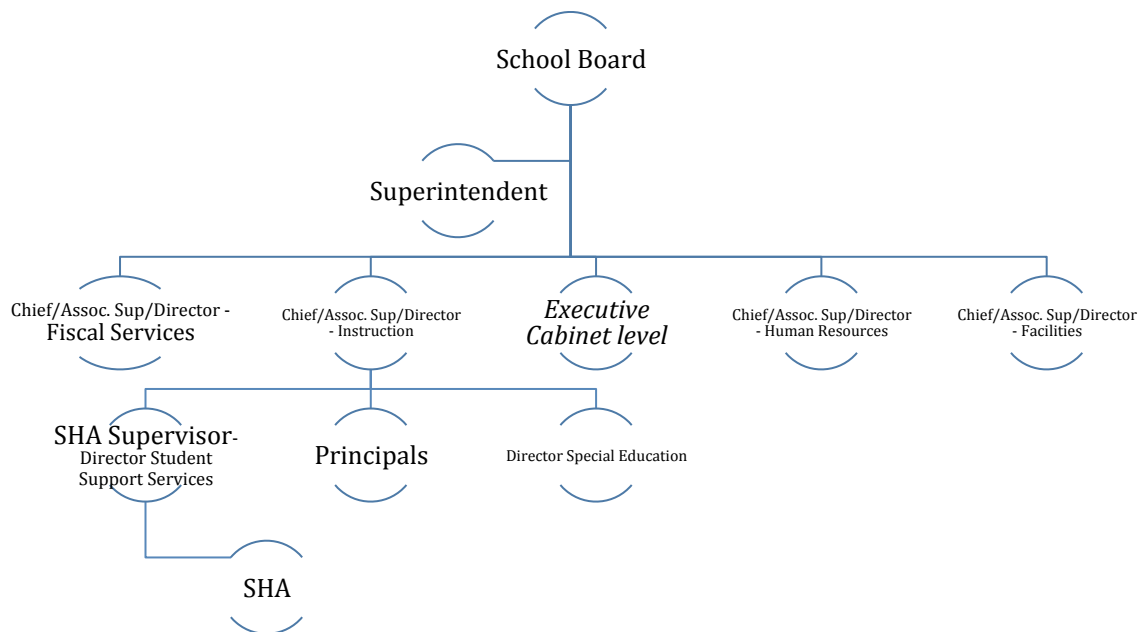 School Board
Superintendent
Chief/Assoc. Sup/Director -
Fiscal Services
Chief/Assoc. Sup/Director
- Instruction
Executive
Cabinet level
Chief/Assoc. Sup/Director
- Human Resources
Chief/Assoc. Sup/Director
- Facilities
SHA Supervisor-
Director Student
Support Services
Principals
Director Special Education
SHA